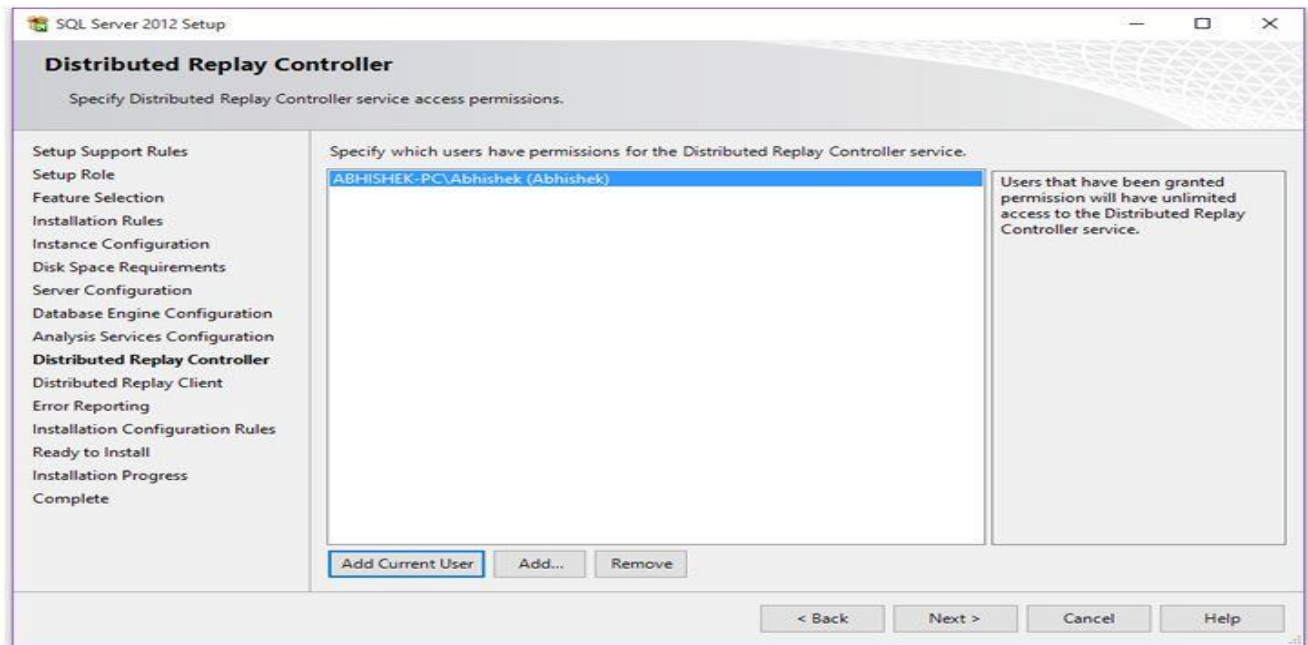 SQL Server 2012 Setup
Distributed Replay Controller
Specify Distributed Replay Controller service access permissions.
Setup Support Rules
Setup Role
Feature Selection
Installation Rules
Instance Configuration
Disk Space Requirements
Server Configuration
Database Engine Configuration
Analysis Services Configuration
Distributed Replay Controller
Distributed Replay Client
Error Reporting
Installation Configuration Rules
Ready to Install
Installation Progress
Complete
Specify which users have permissions for the Distributed Replay Controller service.
ABHISHEK-PC\Abhishek (Abhishek)
Users that have been granted
permission will have unlimited
access to the Distributed Replay
Controller service.
Add Current User
Add...
Remove
< Back
Next >
Cancel
Help